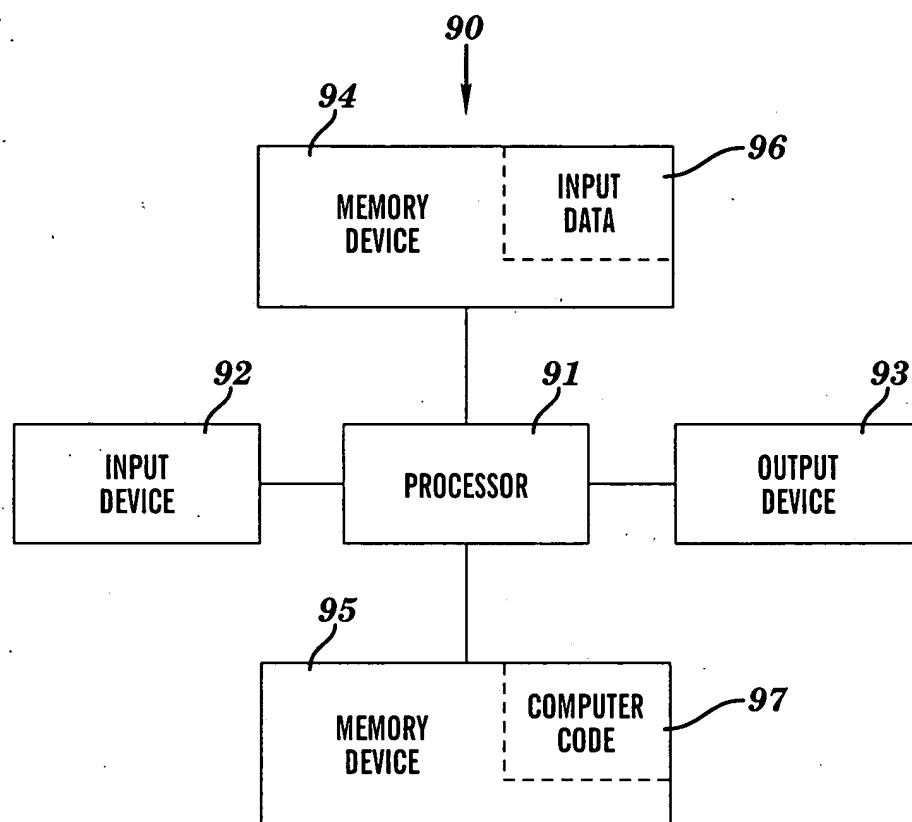 90
94
96
MEMORY
DEVICE
INPUT
DATA
92
91
93
INPUT
DEVICE
PROCESSOR
OUTPUT
DEVICE
95
97
MEMORY
DEVICE
COMPUTER
CODE